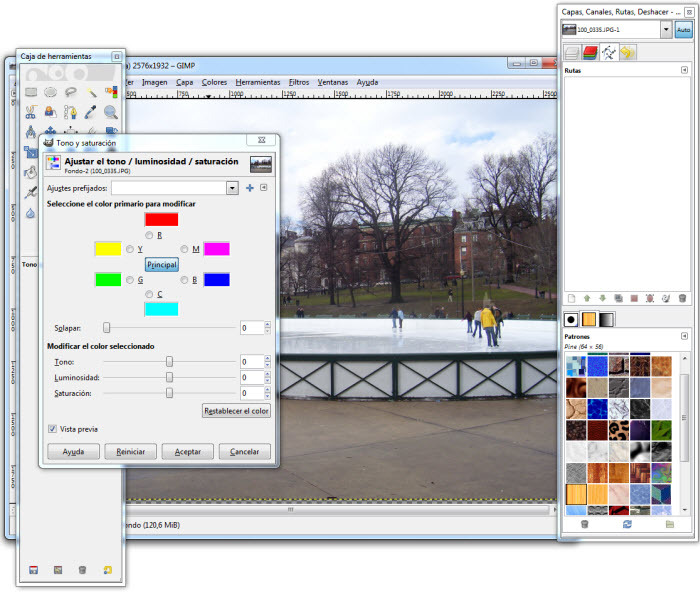 Caja de herramientas
2576x1932 – GIMP
Imagen Capa Colores Herramientas Filtros Ventanas Ayuda
500 750 1000 1250 1500 1750 2000 2250 2500
Tono y saturación
Ajustar el tono / luminosidad / saturación
Fondo-2 (100_0335.JPG)
Ajustes prefijados:
Seleccione el color primario para modificar
R
Y M
Principal
G B
C
Solapar: 0
Modificar el color seleccionado
Tono: 0
Luminosidad: 0
Saturación: 0
Restablecer el color
Vista previa
Ayuda Reiniciar Aceptar Cancelar
Tono
(120,6 MiB)
Capas, Canales, Rutas, Deshacer -
100_0335.JPG-1 Auto
Rutas
Patrones
Pine (64 × 56)